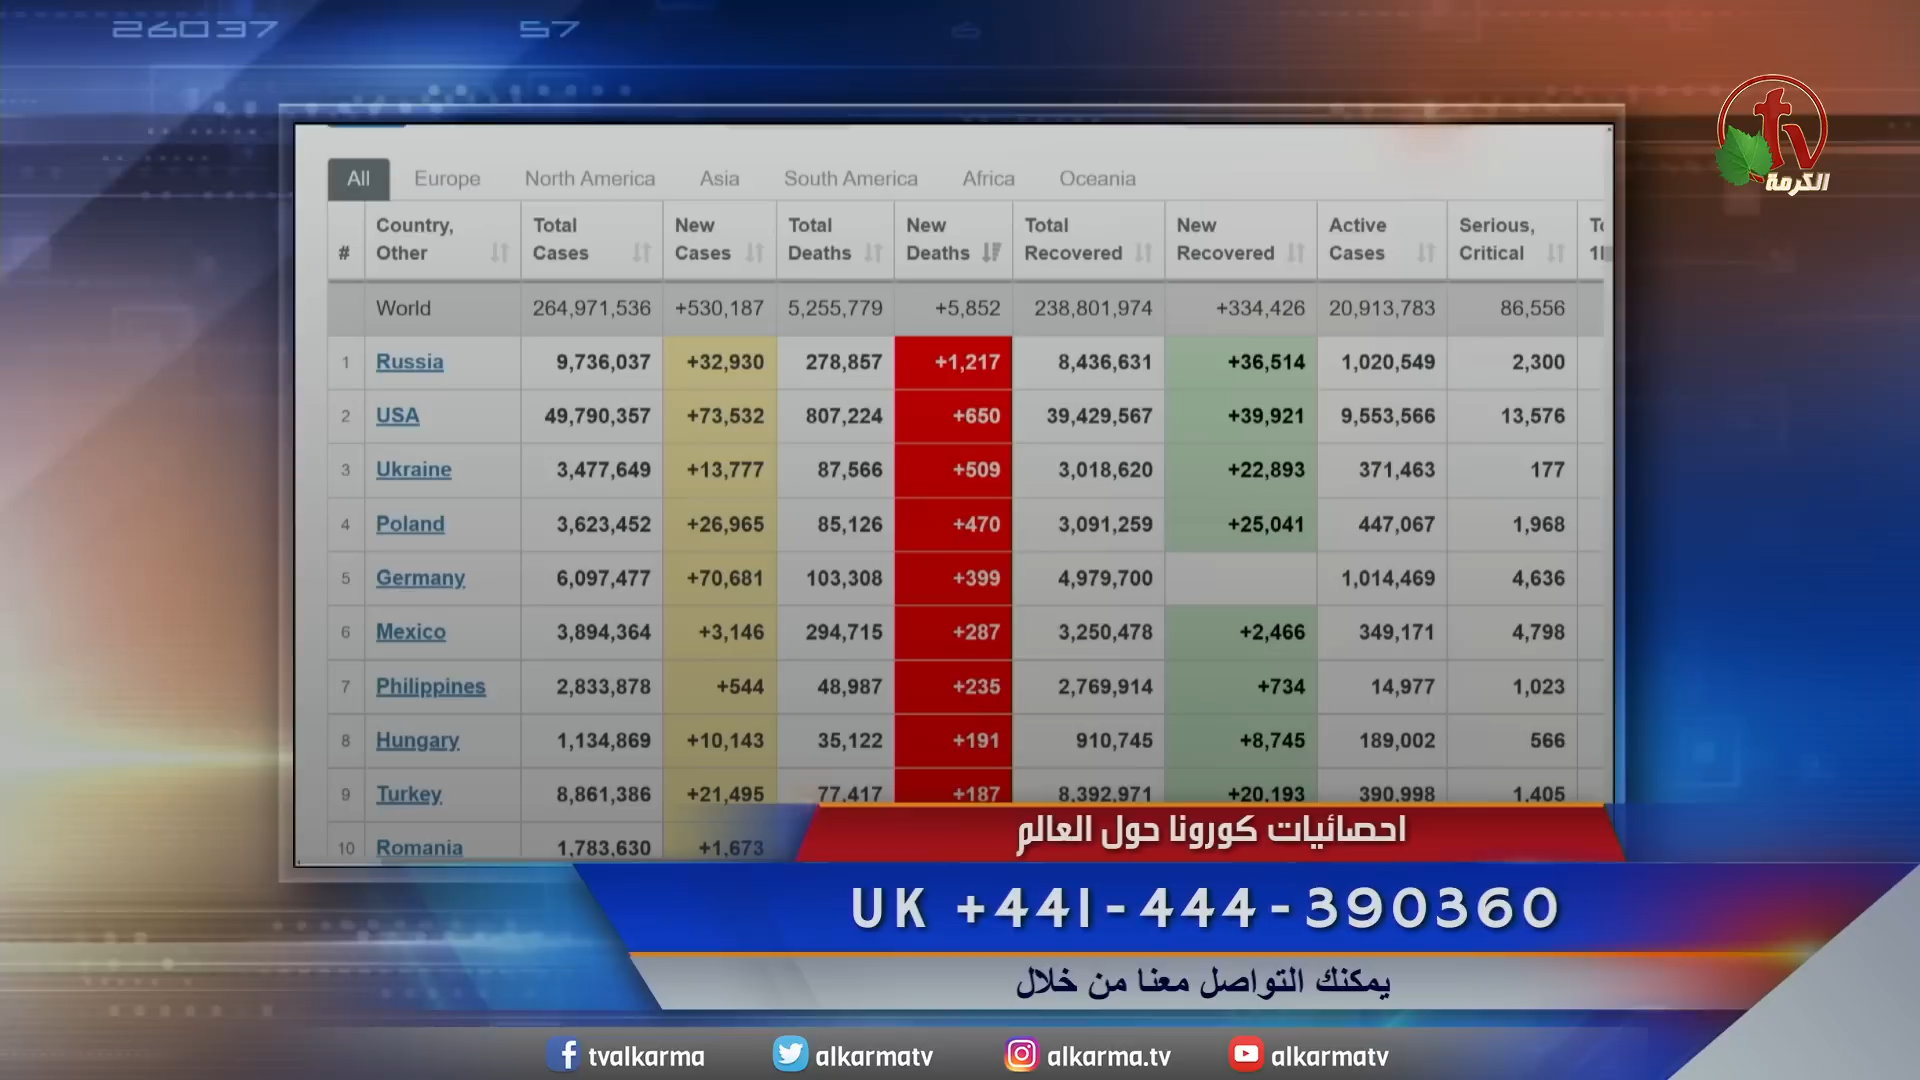 26037 57
tv
الكرمة
All Europe North America Asia South America Africa Oceania
# Country, Other Total Cases New Cases Total Deaths New Deaths Total Recovered New Recovered Active Cases Serious, Critical
World 264,971,536 +530,187 5,255,779 +5,852 238,801,974 +334,426 20,913,783 86,556
1 Russia 9,736,037 +32,930 278,857 +1,217 8,436,631 +36,514 1,020,549 2,300
2 USA 49,790,357 +73,532 807,224 +650 39,429,567 +39,921 9,553,566 13,576
3 Ukraine 3,477,649 +13,777 87,566 +509 3,018,620 +22,893 371,463 177
4 Poland 3,623,452 +26,965 85,126 +470 3,091,259 +25,041 447,067 1,968
5 Germany 6,097,477 +70,681 103,308 +399 4,979,700 1,014,469 4,636
6 Mexico 3,894,364 +3,146 294,715 +287 3,250,478 +2,466 349,171 4,798
7 Philippines 2,833,878 +544 48,987 +235 2,769,914 +734 14,977 1,023
8 Hungary 1,134,869 +10,143 35,122 +191 910,745 +8,745 189,002 566
9 Turkey 8,861,386 +21,495 77,417 +187 8,392,971 +20,193 390,998 1,405
10 Romania 1,783,630 +1,673
احصائيات كورونا حول العالم
UK +441-444-390360
يمكنك التواصل معنا من خلال
tvalkarma alkarmatv alkarma.tv alkarmatv